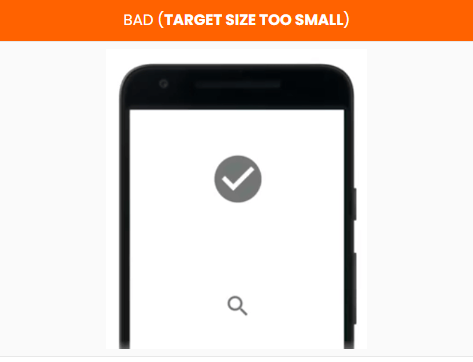 BAD (TARGET SIZE TOO SMALL)